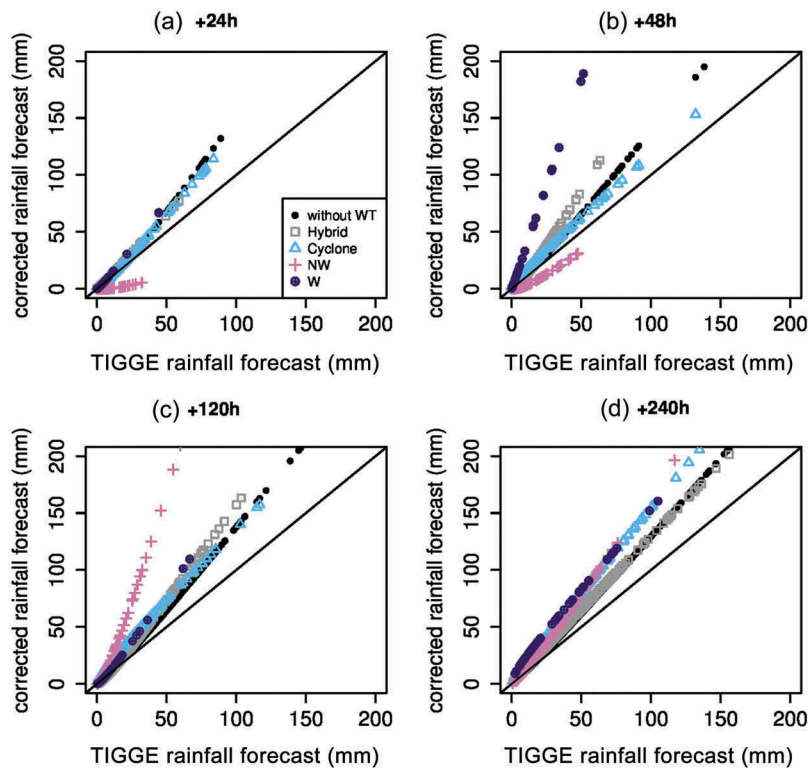 (a) +24h
corrected rainfall forecast (mm)
200
150
100
50
0
without WT
Hybrid
Cyclone
NW
W
0 50 100 150 200
TIGGE rainfall forecast (mm)
(b) +48h
corrected rainfall forecast (mm)
200
150
100
50
0
0 50 100 150 200
TIGGE rainfall forecast (mm)
(c) +120h
corrected rainfall forecast (mm)
200
150
100
50
0
0 50 100 150 200
TIGGE rainfall forecast (mm)
(d) +240h
corrected rainfall forecast (mm)
200
150
100
50
0
0 50 100 150 200
TIGGE rainfall forecast (mm)